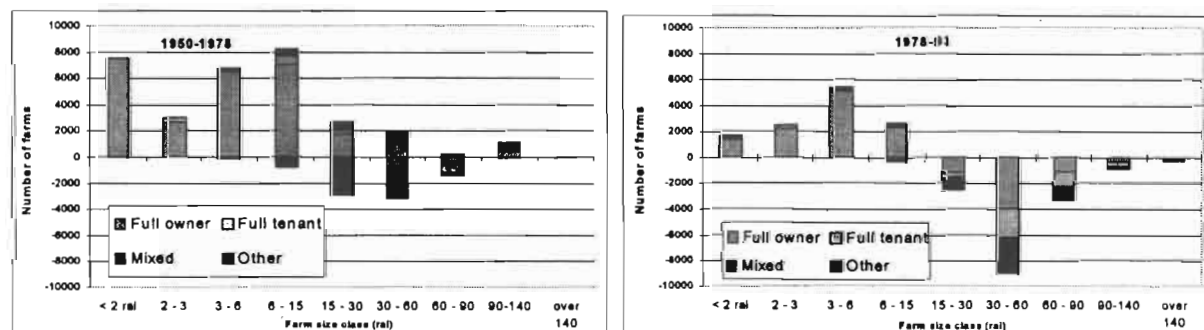 1950-1978
Number of farms
10000
8000
6000
4000
2000
0
-2000
-4000
-6000
-8000
-10000
Full owner Full tenant
Mixed Other
< 2 rai 2 - 3 3 - 6 6 - 15 15 - 30 30 - 60 60 - 90 90-140 over
140
Farm size class (rai)
Number of farms
10000
8000
6000
4000
2000
0
-2000
-4000
-6000
-8000
-10000
Full owner Full tenant
Mixed Other
< 2 rai 2 - 3 3 - 6 6 - 15 15 - 30 30 - 60 60 - 90 90-140 over
140
Farm size class (rai)